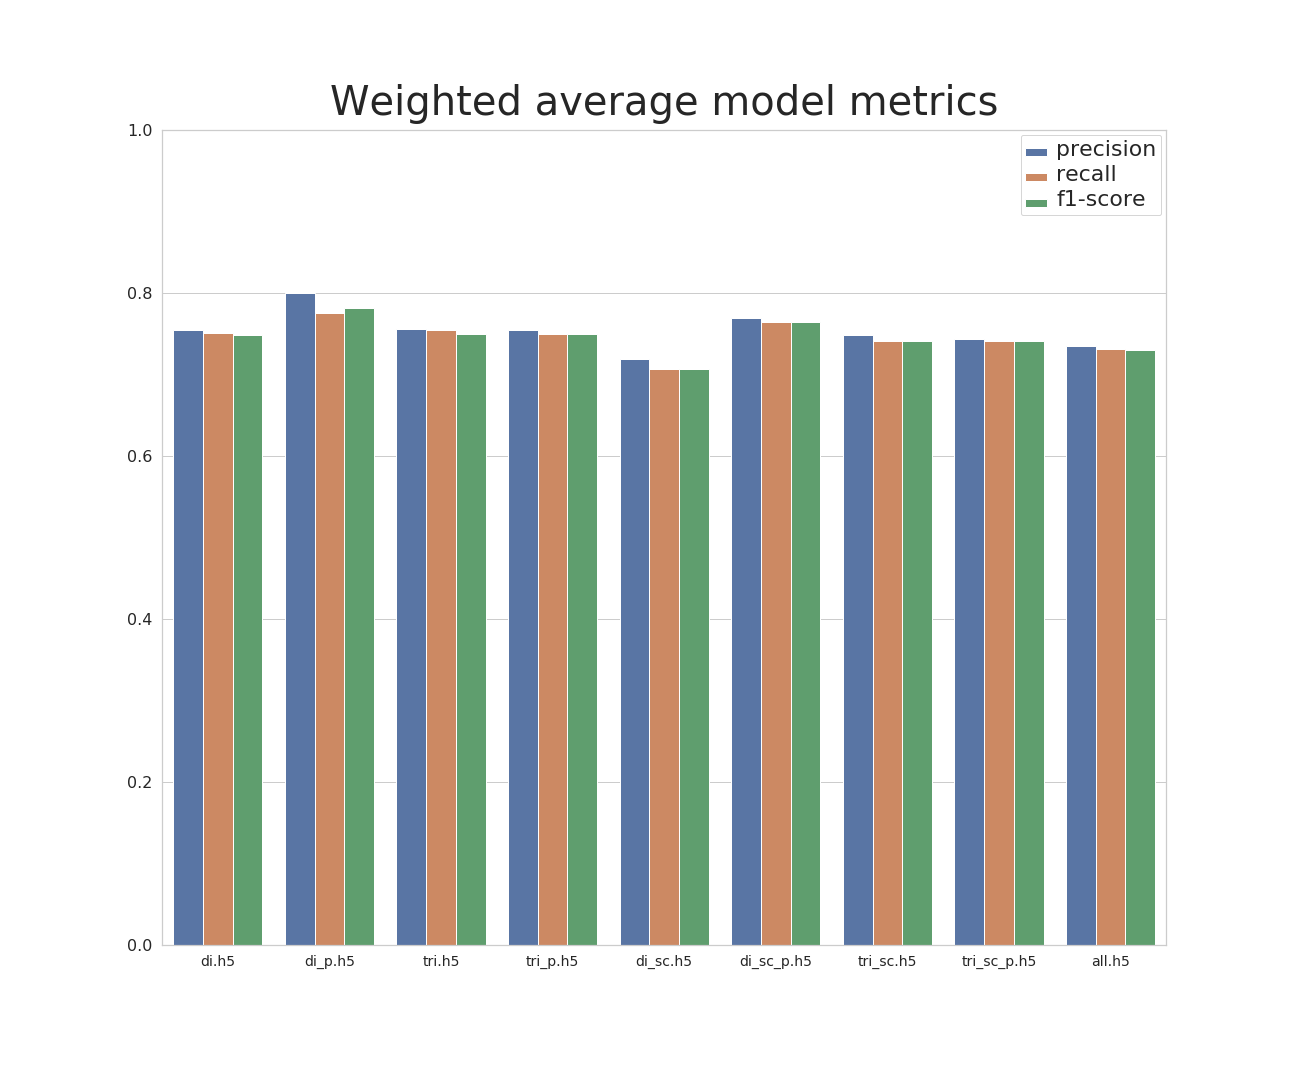 Weighted average model metrics
1.0
precision
recall
f1-score
0.8
0.6
0.4
0.2
0.0
di.h5 di_p.h5 tri.h5 tri_p.h5 di_sc.h5 di_sc_p.h5 tri_sc.h5 tri_sc_p.h5 all.h5